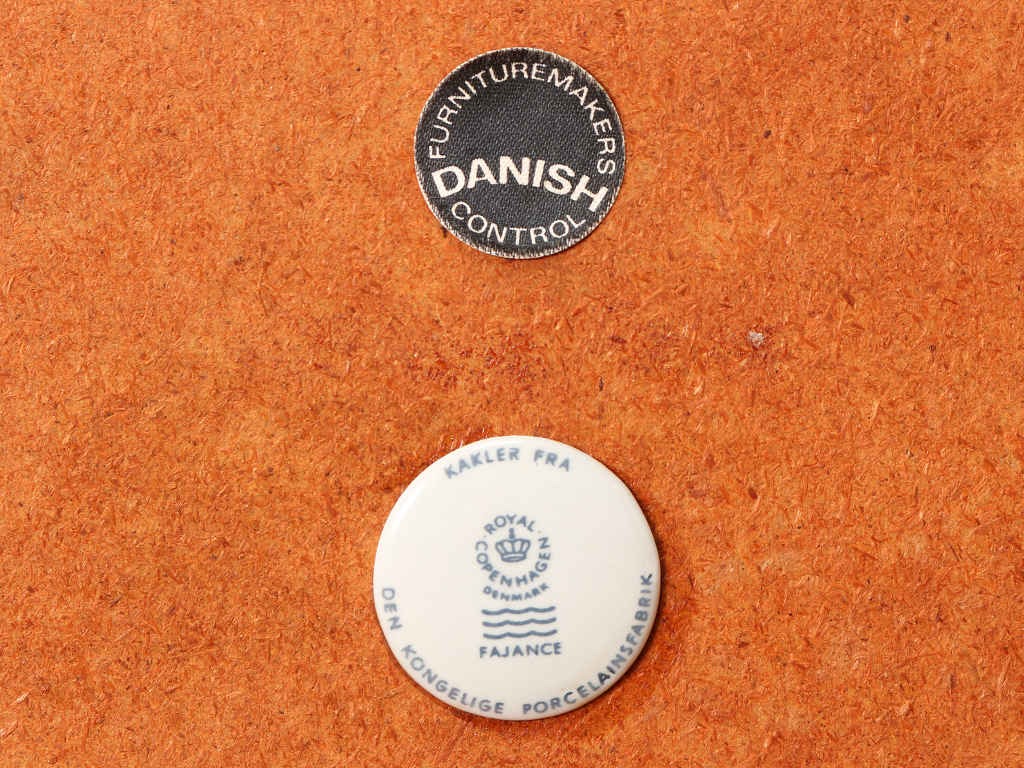 FURNITUREMAKERS
DANISH
CONTROL
KAKLER FRA
ROYAL
COPENHAGEN
DENMARK
FAJANCE
DEN KONGELIGE PORCELAINSFABRIK